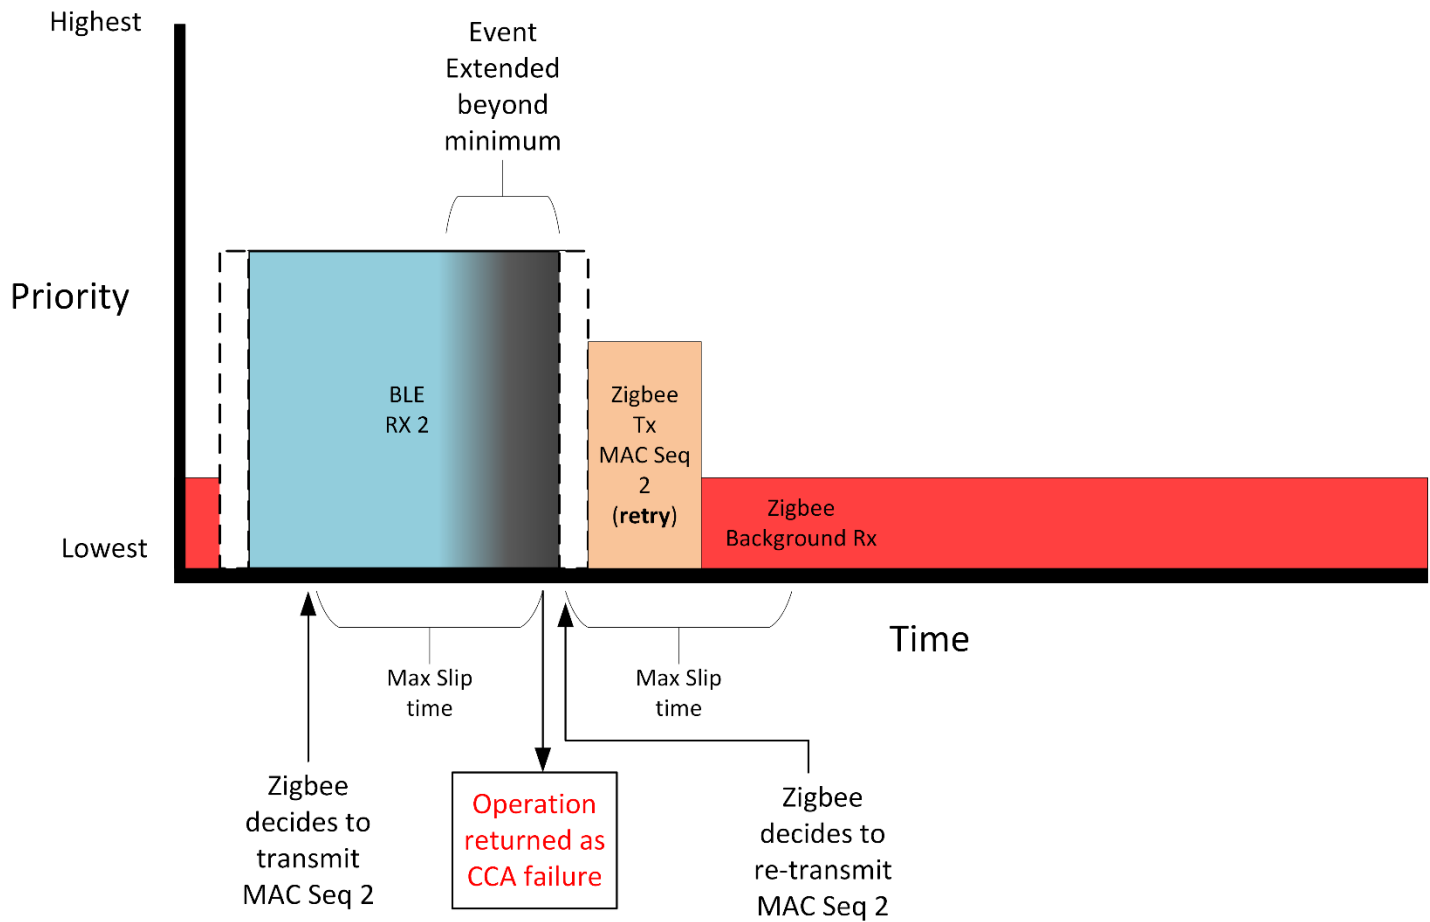 Highest
Event
Extended
beyond
minimum
Priority
BLE
RX 2
Zigbee
Tx
MAC Seq
2
(retry)
Zigbee
Background Rx
Lowest
Time
Max Slip
time
Max Slip
time
Zigbee
decides to
transmit
MAC Seq 2
Operation
returned as
CCA failure
Zigbee
decides to
re-transmit
MAC Seq 2